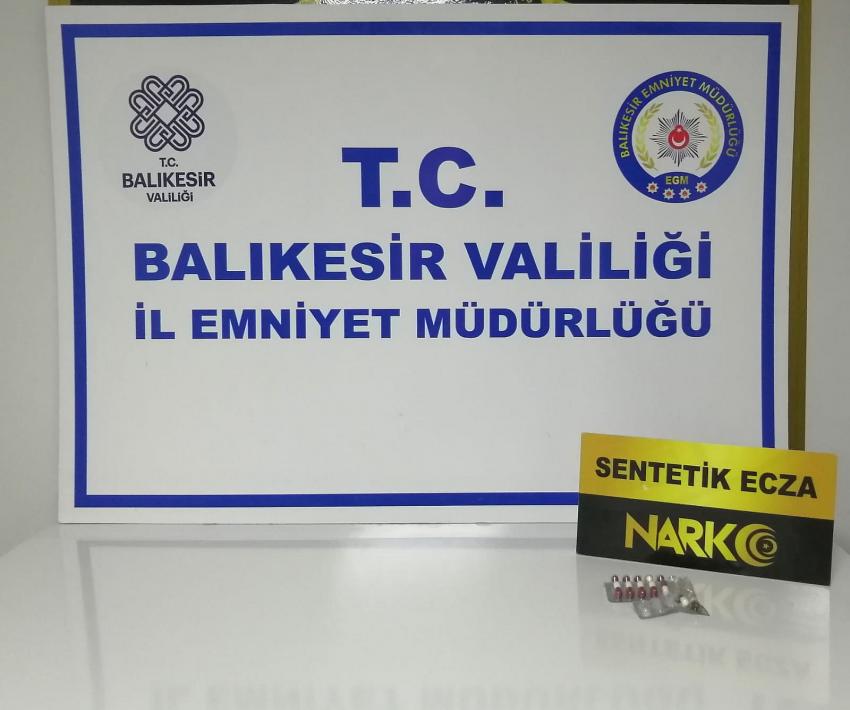 T.C.
BALIKESİR
VALİLİĞİ
BALIKESİR EMNİYET MÜDÜRLÜĞÜ
EGM
T.C.
BALIKESİR VALİLİĞİ
İL EMNİYET MÜDÜRLÜĞÜ
SENTETİK ECZA
NARKO